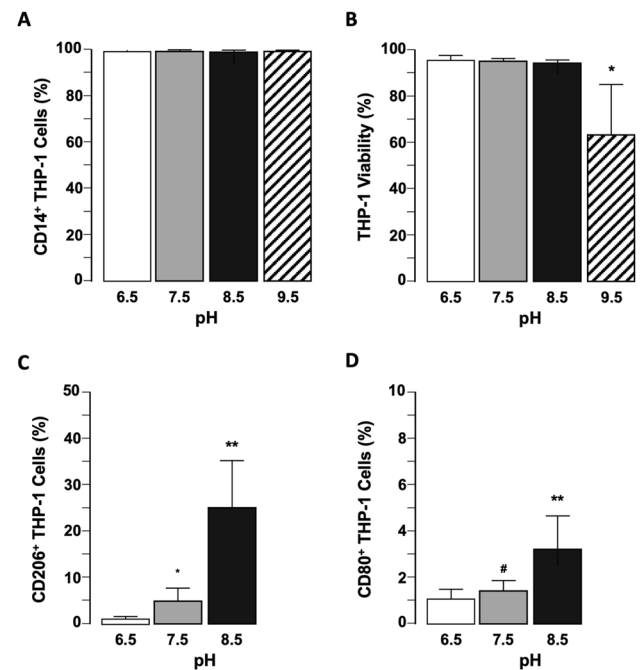 A
CD14⁺ THP-1 Cells (%)
100
80
60
40
20
0
6.5 7.5 8.5 9.5
pH
B
THP-1 Viability (%)
100
80
60
40
20
0
*
6.5 7.5 8.5 9.5
pH
C
CD206⁺ THP-1 Cells (%)
50
40
30
20
10
0
*
**
6.5 7.5 8.5
pH
D
CD80⁺ THP-1 Cells (%)
10
8
6
4
2
0
#
**
6.5 7.5 8.5
pH